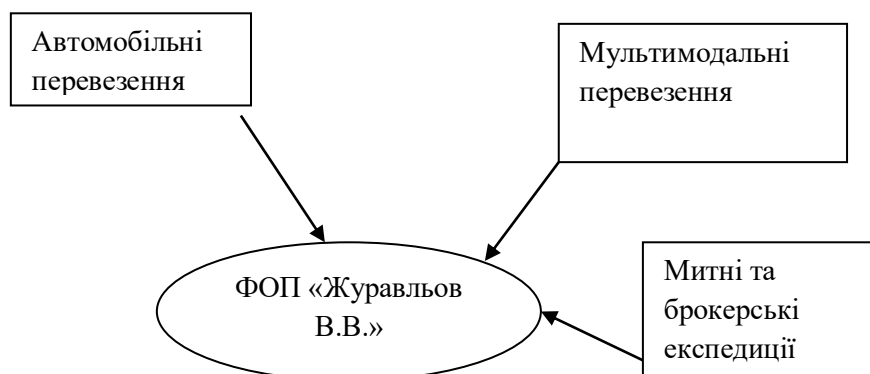 Автомобільні
перевезення
Мультимодальні
перевезення
ФОП «Журавльов
В.В.»
Митні та
брокерські
експедиції